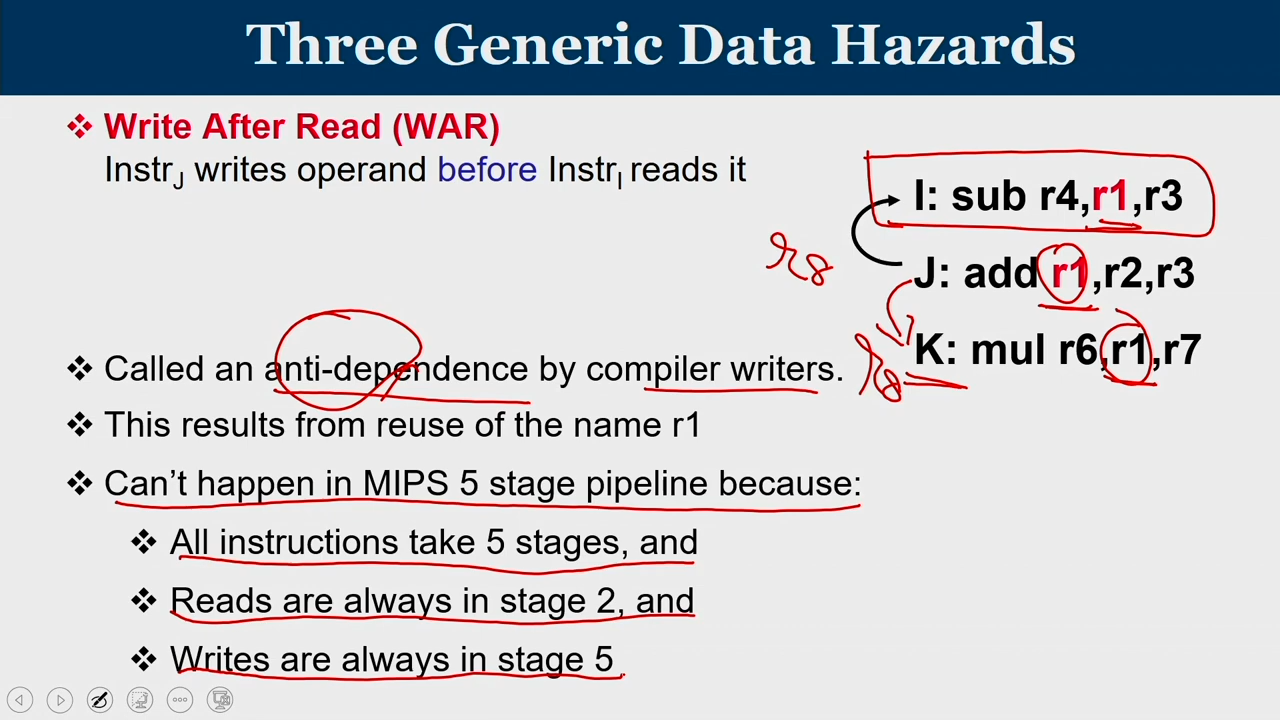 Three Generic Data Hazards
❖ Write After Read (WAR)
InstrJ writes operand before InstrI reads it
I: sub r4,r1,r3
J: add r1,r2,r3
K: mul r6,r1,r7
r8
r8
❖ Called an anti-dependence by compiler writers.
❖ This results from reuse of the name r1
❖ Can't happen in MIPS 5 stage pipeline because:
❖ All instructions take 5 stages, and
❖ Reads are always in stage 2, and
❖ Writes are always in stage 5